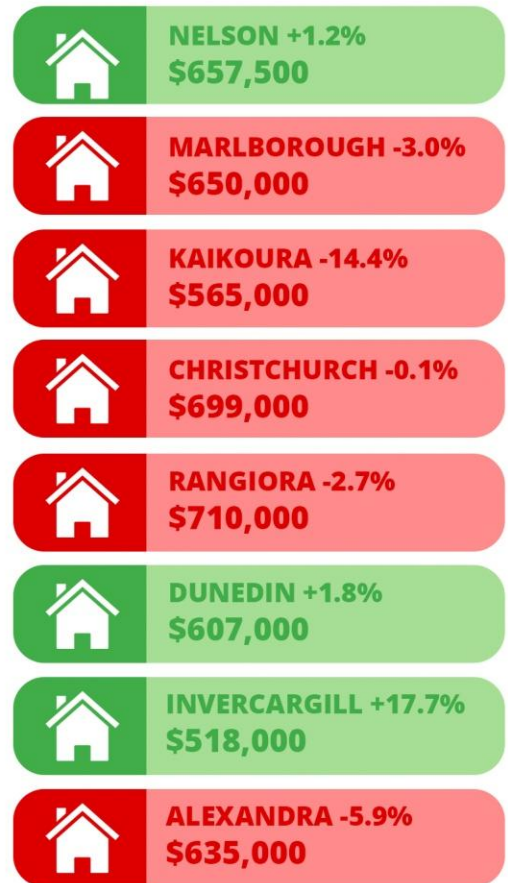 NELSON +1.2%
$657,500
MARLBOROUGH -3.0%
$650,000
KAIKOURA -14.4%
$565,000
CHRISTCHURCH -0.1%
$699,000
RANGIORA -2.7%
$710,000
DUNEDIN +1.8%
$607,000
INVERCARGILL +17.7%
$518,000
ALEXANDRA -5.9%
$635,000